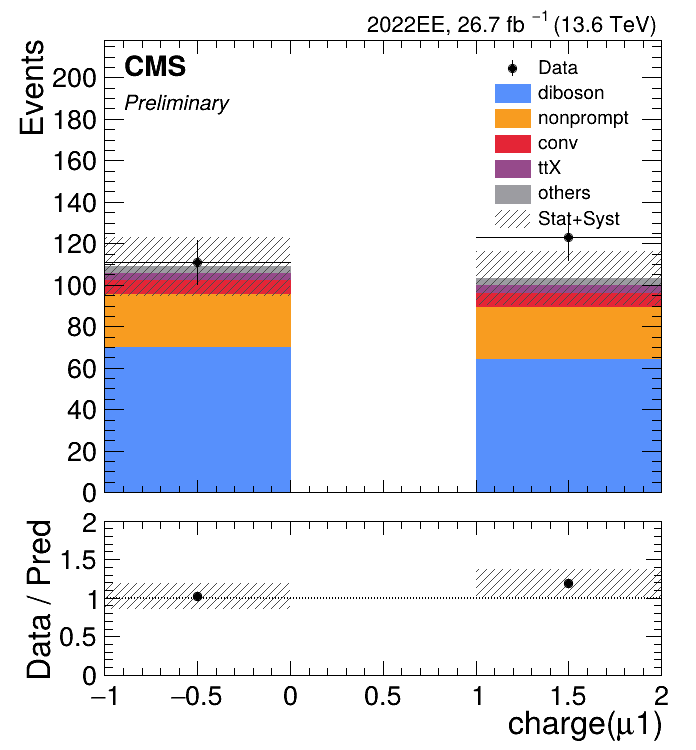 2022EE, 26.7 fb⁻¹ (13.6 TeV)
CMS
Preliminary
Events
Data
diboson
nonprompt
conv
ttX
others
Stat+Syst
200
180
160
140
120
100
80
60
40
20
0
Data / Pred
2
1.5
1
0.5
0
−1 −0.5 0 0.5 1 1.5 2
charge(μ1)